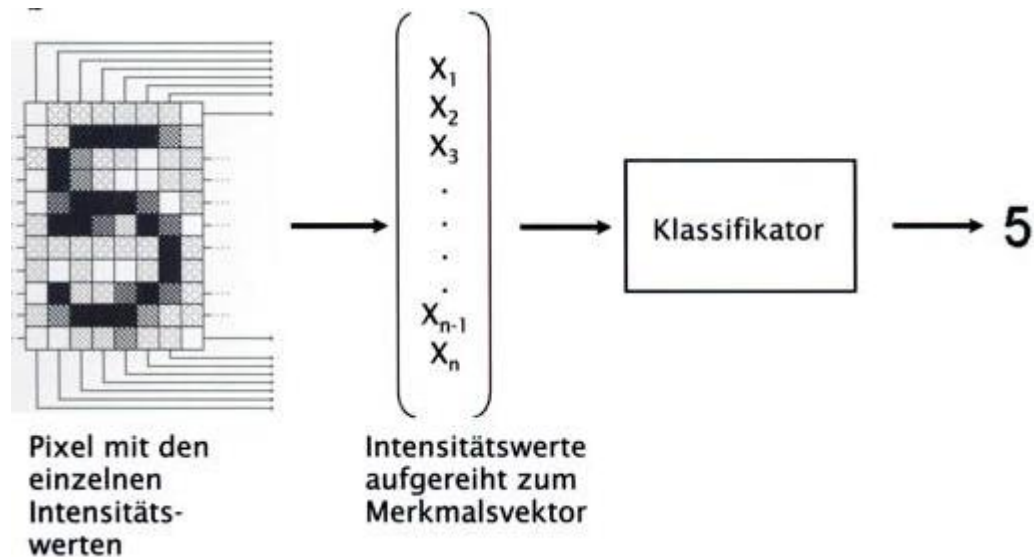 X1
X2
X3
.
.
.
.
Xn-1
Xn
Klassifikator
5
Pixel mit den
einzelnen
Intensitäts-
werten
Intensitätswerte
aufgereiht zum
Merkmalsvektor